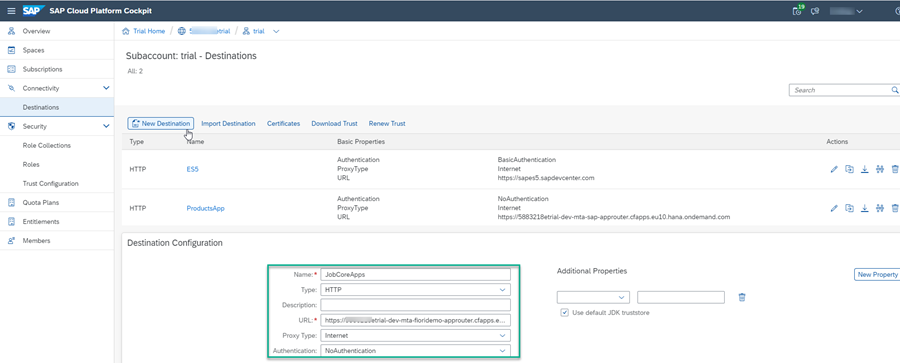 SAP SAP Cloud Platform Cockpit 19
Overview
Spaces
Subscriptions
Connectivity
Destinations
Security
Role Collections
Roles
Trust Configuration
Quota Plans
Entitlements
Members
Trial Home / trial / trial
Subaccount: trial - Destinations
All: 2
Search
New Destination Import Destination Certificates Download Trust Renew Trust
Type Name Basic Properties Actions
HTTP ES5 Authentication BasicAuthentication
ProxyType Internet
URL https://sapes5.sapdevcenter.com
HTTP ProductsApp Authentication NoAuthentication
ProxyType Internet
URL https://5883218etrial-dev-mta-sap-approuter.cfapps.eu10.hana.ondemand.com
Destination Configuration
Name:* JobCoreApps
Type: HTTP
Description:
URL:* https://etrial-dev-mta-fioridemo-approuter.cfapps.e...
Proxy Type: Internet
Authentication: NoAuthentication
Additional Properties
New Property
Use default JDK truststore